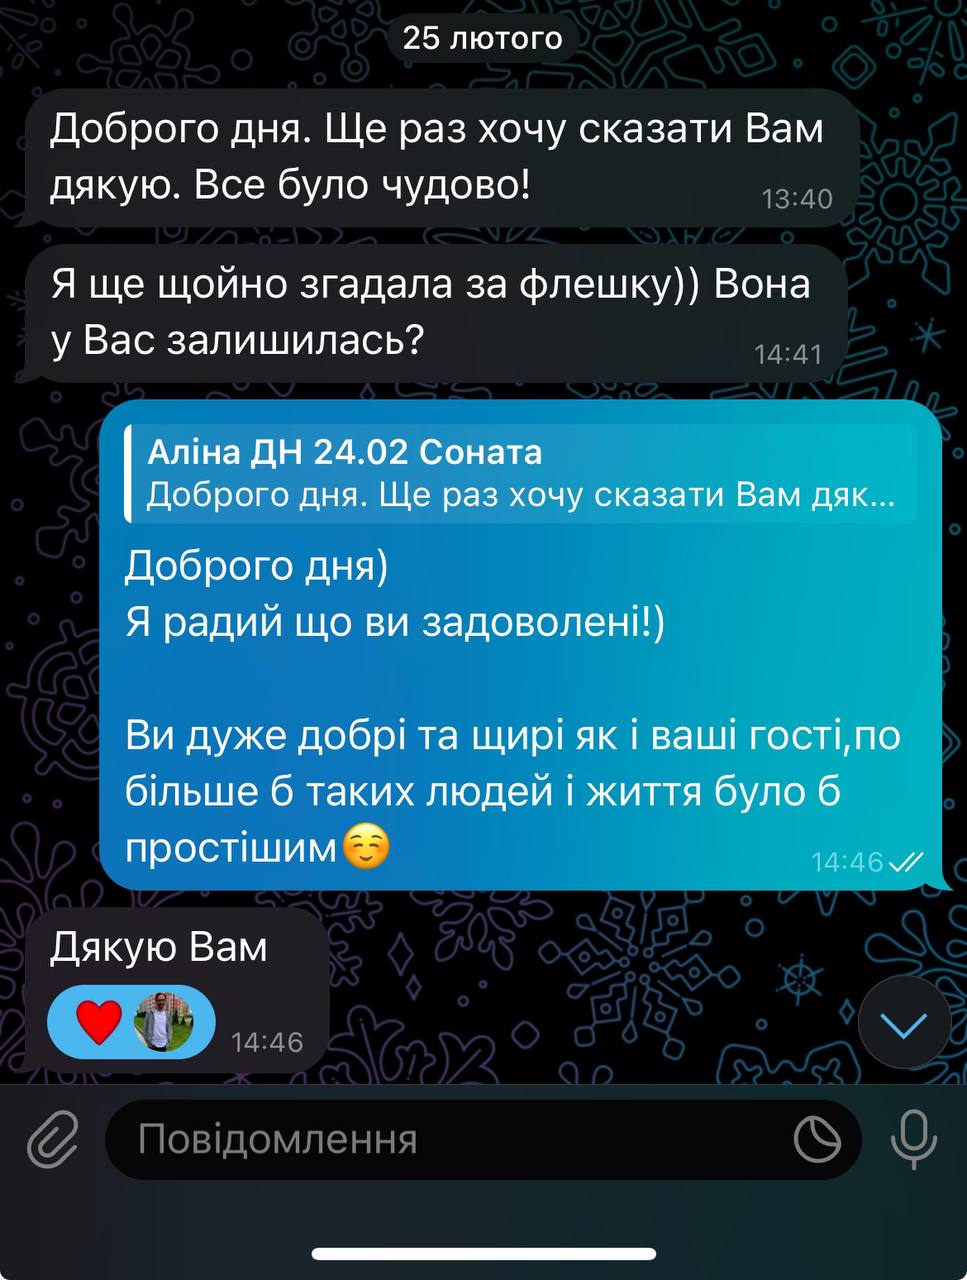 25 лютого
Доброго дня. Ще раз хочу сказати Вам
дякую. Все було чудово!
13:40
Я ще щойно згадала за флешку)) Вона
у Вас залишилась?
14:41
Аліна ДН 24.02 Соната
Доброго дня. Ще раз хочу сказати Вам дяк...
Доброго дня)
Я радий що ви задоволені!)
Ви дуже добрі та щирі як і ваші гості,по
більше б таких людей і життя було б
простішим☺️
14:46
Дякую Вам
14:46
Повідомлення